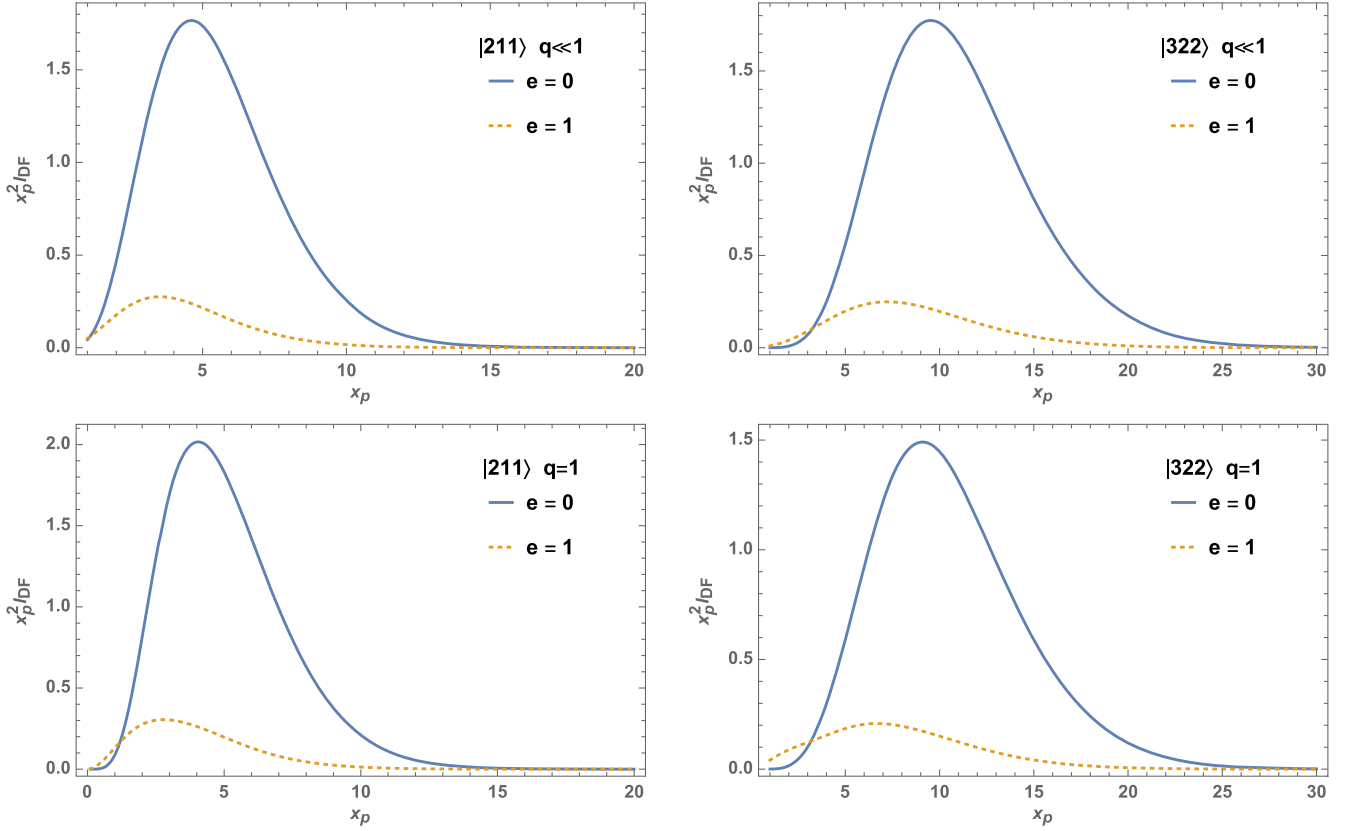 |211⟩ q≪1
e = 0
e = 1
x_p^2 I_DF
1.5
1.0
0.5
0.0
5 10 15 20
x_p
|322⟩ q≪1
e = 0
e = 1
x_p^2 I_DF
1.5
1.0
0.5
0.0
5 10 15 20 25 30
x_p
|211⟩ q=1
e = 0
e = 1
x_p^2 I_DF
2.0
1.5
1.0
0.5
0.0
0 5 10 15 20
x_p
|322⟩ q=1
e = 0
e = 1
x_p^2 I_DF
1.5
1.0
0.5
0.0
5 10 15 20 25 30
x_p